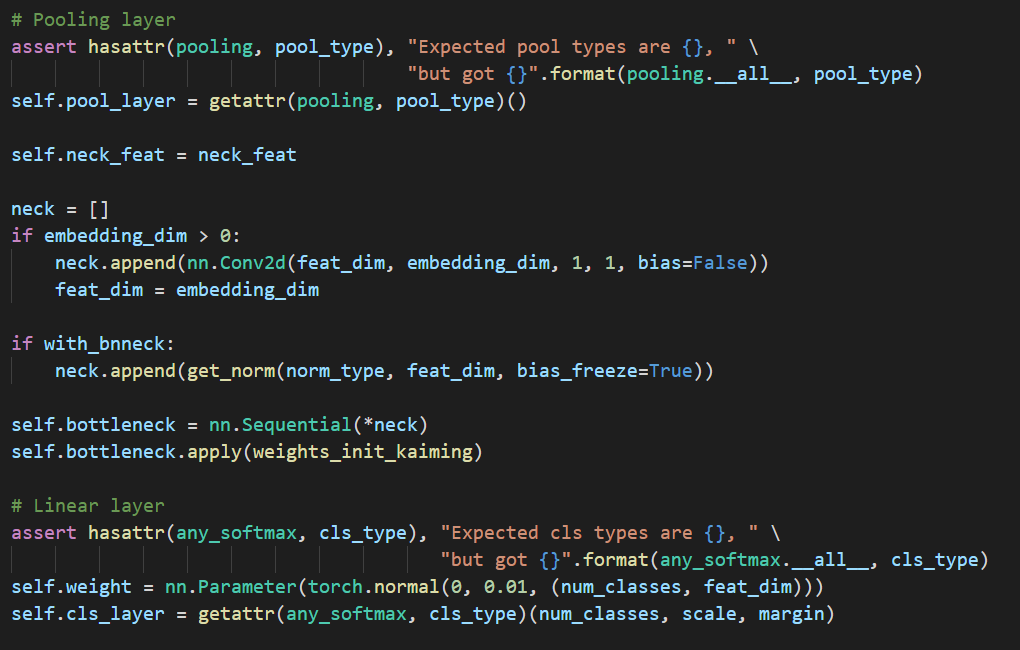 # Pooling layer
assert hasattr(pooling, pool_type), "Expected pool types are {}, " \
"but got {}".format(pooling.__all__, pool_type)
self.pool_layer = getattr(pooling, pool_type)()
self.neck_feat = neck_feat
neck = []
if embedding_dim > 0:
neck.append(nn.Conv2d(feat_dim, embedding_dim, 1, 1, bias=False))
feat_dim = embedding_dim
if with_bnneck:
neck.append(get_norm(norm_type, feat_dim, bias_freeze=True))
self.bottleneck = nn.Sequential(*neck)
self.bottleneck.apply(weights_init_kaiming)
# Linear layer
assert hasattr(any_softmax, cls_type), "Expected cls types are {}, " \
"but got {}".format(any_softmax.__all__, cls_type)
self.weight = nn.Parameter(torch.normal(0, 0.01, (num_classes, feat_dim)))
self.cls_layer = getattr(any_softmax, cls_type)(num_classes, scale, margin)